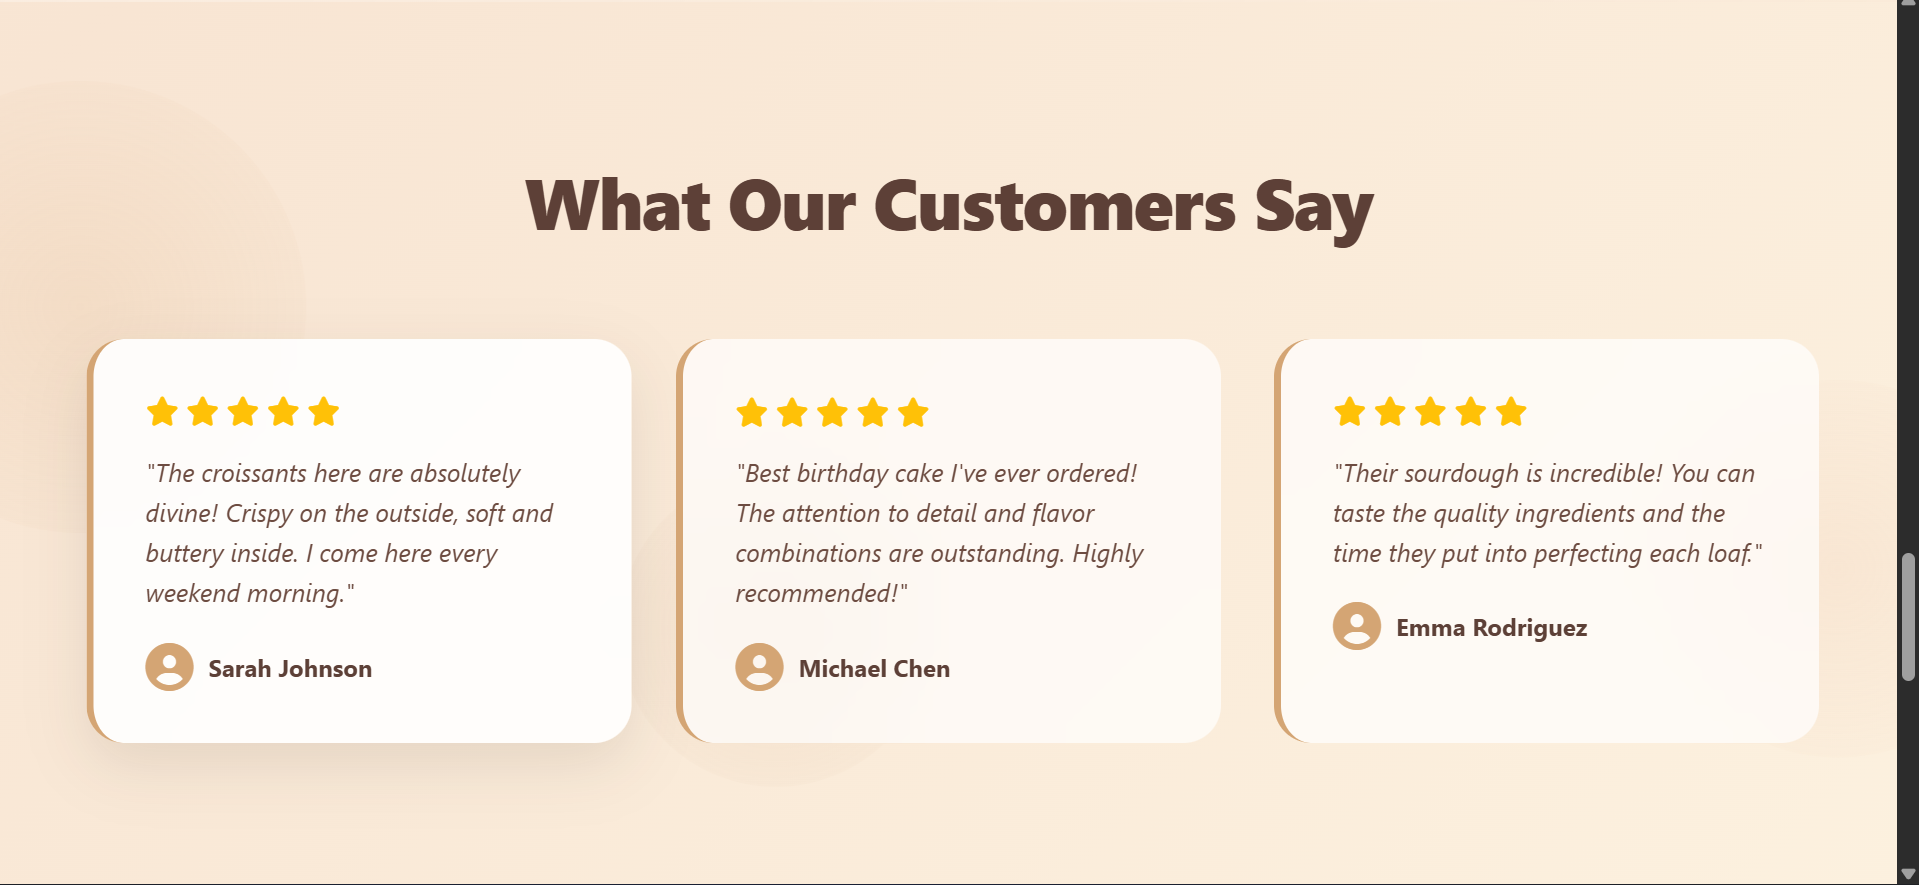 What Our Customers Say
"The croissants here are absolutely
divine! Crispy on the outside, soft and
buttery inside. I come here every
weekend morning."
Sarah Johnson
"Best birthday cake I've ever ordered!
The attention to detail and flavor
combinations are outstanding. Highly
recommended!"
Michael Chen
"Their sourdough is incredible! You can
taste the quality ingredients and the
time they put into perfecting each loaf."
Emma Rodriguez